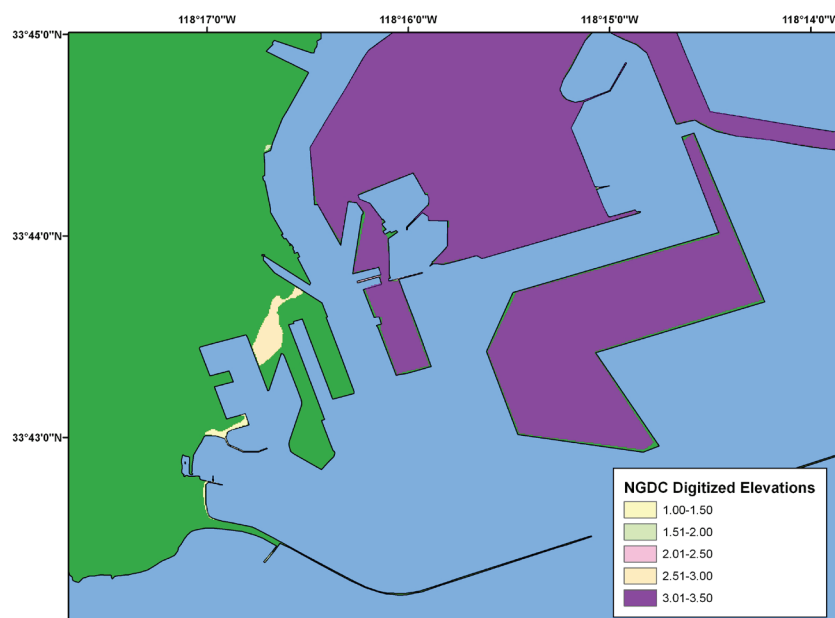 118°17'0"W 118°16'0"W 118°15'0"W 118°14'0"W
33°45'0"N
33°44'0"N
33°43'0"N
NGDC Digitized Elevations
1.00-1.50
1.51-2.00
2.01-2.50
2.51-3.00
3.01-3.50